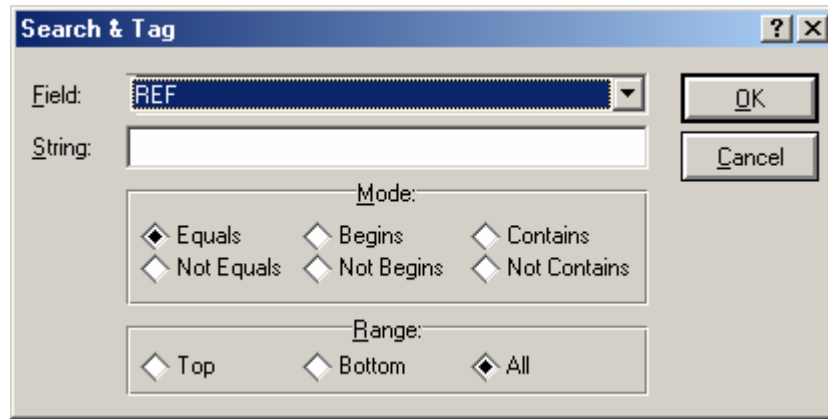 Search & Tag
Field: REF OK
String: Cancel
Mode:
Equals Begins Contains
Not Equals Not Begins Not Contains
Range:
Top Bottom All